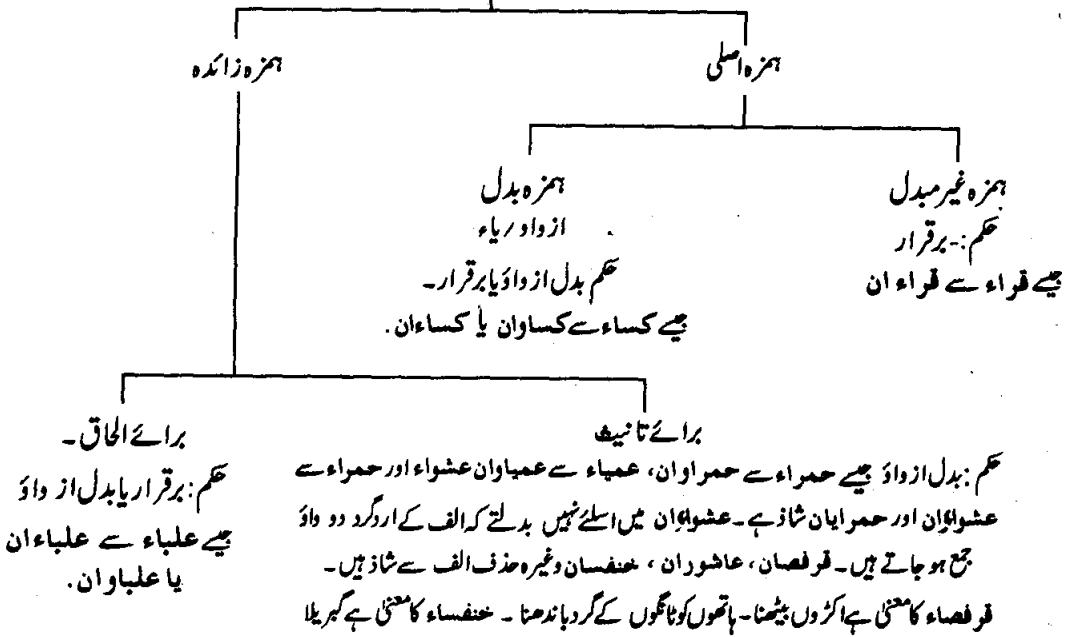 ہمزہ اصلی
ہمزہ زائدہ
ہمزہ غیر مبدل
حکم :- برقرار
جیسے قراء سے قراءان
ہمزہ بدل
از واو ریاء
حکم بدل از واؤ یا برقرار۔
جیسے کساء سے کساوان یا کساءان.
برائے تانیث
حکم : بدل از واؤ جیسے حمراء سے حمراوان، عمیاء سے عمیاوان عشواء اور حمراء سے
عشواءان اور حمرایان شاذ ہے۔ عشواءان میں اسلئے نہیں بدلتے کہ الف کے ارد گرد دو واؤ
جمع ہو جاتے ہیں۔ قرفصان، عاشوران، خنفسان وغیرہ حذف الف سے شاذ ہیں۔
قرفصاء کا معنیٰ ہے اکڑوں بیٹھنا۔ ہاتھوں کو ٹانگوں کے گرد باندھنا۔ خنفساء کا معنیٰ ہے گبریلا
برائے الحاق۔
حکم : برقرار یا بدل از واؤ
جیسے علباء سے علباءان
یا علباوان.